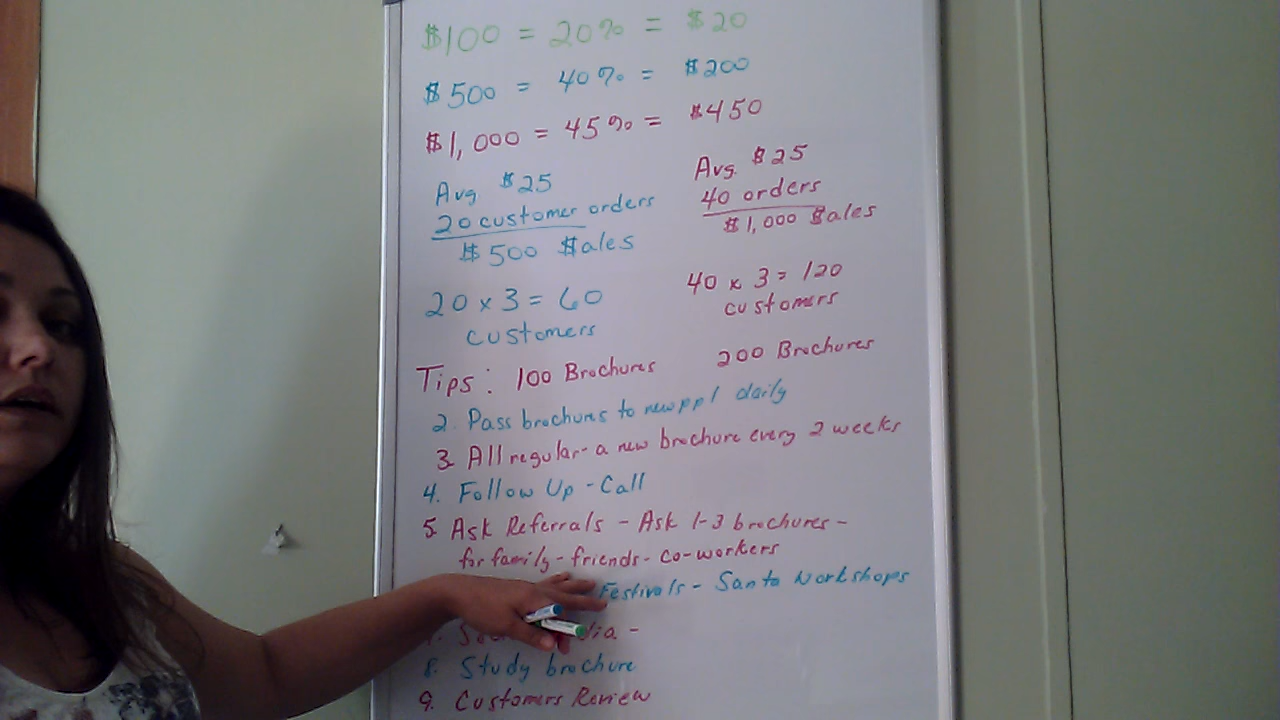 $100 = 20% = $20
$500 = 40% = $200
$1,000 = 45% = $450
Avg $25
20 customer orders
$500 $ales
20 x 3 = 60
customers
Avg. $25
40 orders
$1,000 $ales
40 x 3 = 120
customers
Tips: 100 Brochures 200 Brochures
2. Pass brochures to new ppl daily
3. All regular - a new brochure every 2 weeks
4. Follow Up - Call
5. Ask Referrals - Ask 1-3 brochures -
for family - friends - co-workers
Festivals - Santa Workshops
8. Study brochure
9. Customers Review